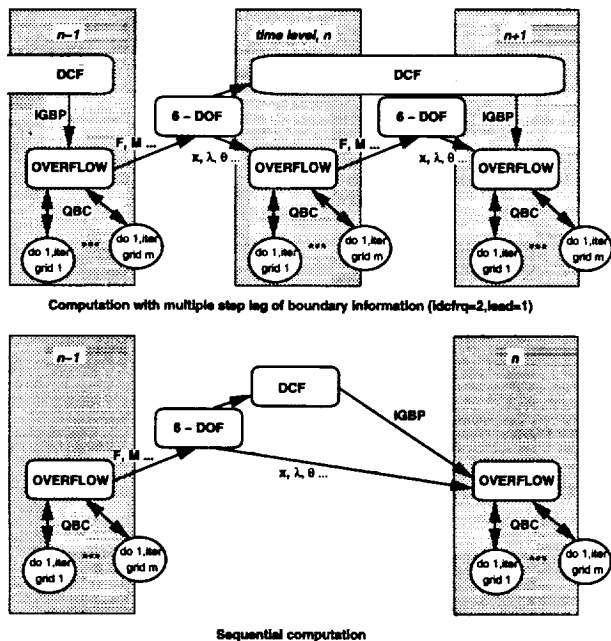 n−1
time level, n
n+1
DCF
DCF
6 − DOF
6 − DOF
IGBP
IGBP
F, M ...
x, λ, θ ...
F, M ...
x, λ, θ ...
OVERFLOW
OVERFLOW
OVERFLOW
QBC
QBC
QBC
do 1,iter
grid 1
***
do 1,iter
grid m
do 1,iter
grid 1
***
do 1,iter
grid m
do 1,iter
grid 1
***
do 1,iter
grid m
Computation with multiple step lag of boundary information (idcfrq=2,lead=1)
n−1
n
DCF
6 − DOF
IGBP
F, M ...
x, λ, θ ...
OVERFLOW
OVERFLOW
QBC
QBC
do 1,iter
grid 1
***
do 1,iter
grid m
do 1,iter
grid 1
***
do 1,iter
grid m
Sequential computation